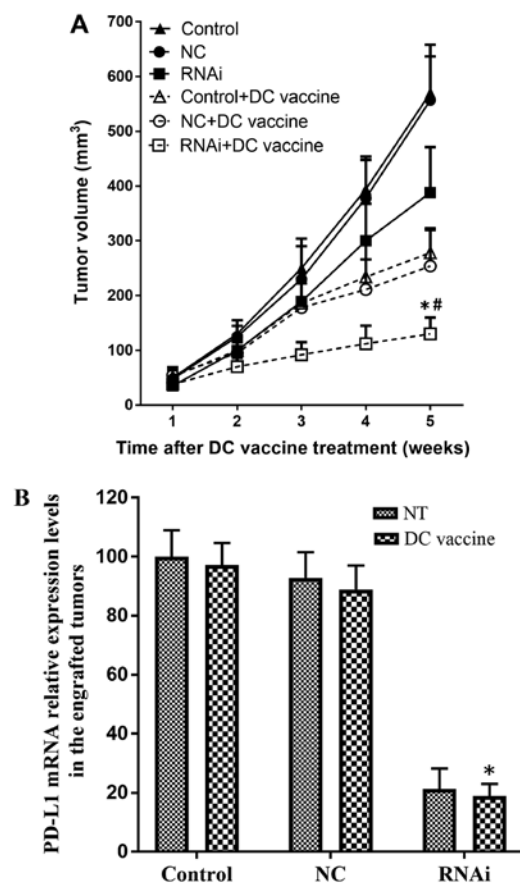 A
Control
NC
RNAi
Control+DC vaccine
NC+DC vaccine
RNAi+DC vaccine
Tumor volume (mm³)
700
600
500
400
300
200
100
0
*#
1 2 3 4 5
Time after DC vaccine treatment (weeks)
B
NT
DC vaccine
PD-L1 mRNA relative expression levels
in the engrafted tumors
120
100
80
60
40
20
0
*
Control NC RNAi